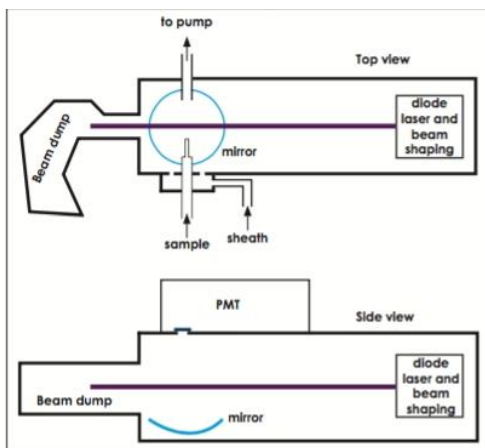 to pump
Top view
diode
laser and
beam
shaping
Beam dump
mirror
sample
sheath
PMT
Side view
diode
laser and
beam
shaping
Beam dump
mirror